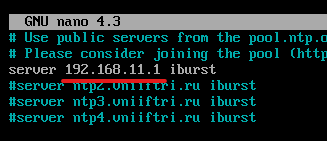 GNU nano 4.3
# Use public servers from the pool.ntp.o
# Please consider joining the pool (http
server 192.168.11.1 iburst
#server ntp2.vniiftri.ru iburst
#server ntp3.vniiftri.ru iburst
#server ntp4.vniiftri.ru iburst